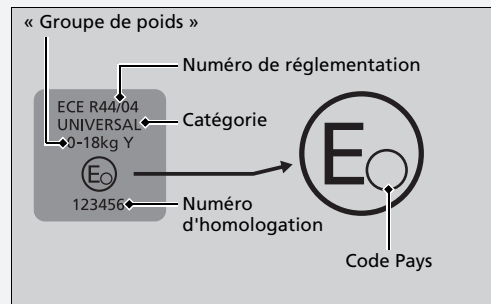 « Groupe de poids »
Numéro de réglementation
ECE R44/04
UNIVERSAL
Catégorie
0-18kg Y
E
E
123456
Numéro
d'homologation
Code Pays